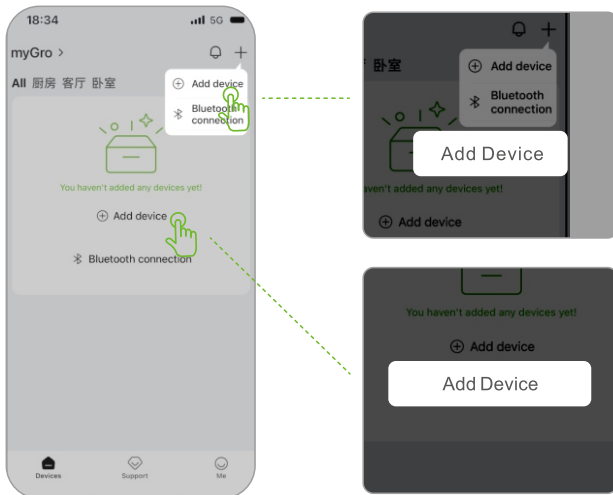 18:34
5G
myGro >
All 厨房 客厅 卧室
Add device
Bluetooth
connection
You haven't added any devices yet!
Add device
Bluetooth connection
Devices
Support
Me
卧室
Add device
Bluetooth
connection
Add Device
aven't added any devices yet!
Add device
You haven't added any devices yet!
Add device
Add Device